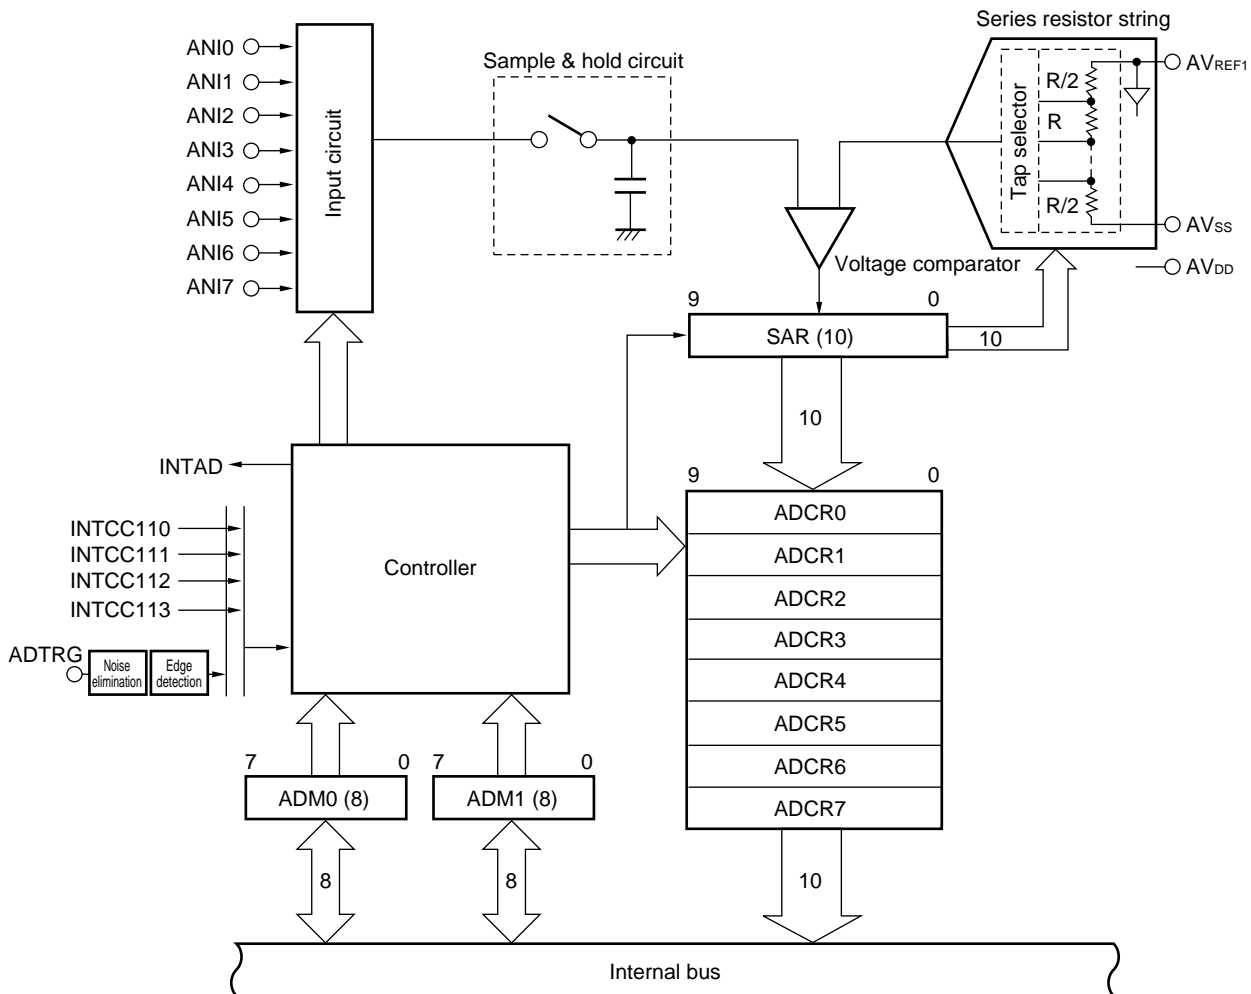 Series resistor string
ANI0
ANI1
ANI2
ANI3
ANI4
ANI5
ANI6
ANI7
Input circuit
Sample & hold circuit
Tap selector
R/2
R
R/2
AVREF1
AVSS
AVDD
Voltage comparator
9
0
SAR (10)
10
10
INTAD
INTCC110
INTCC111
INTCC112
INTCC113
ADTRG
Noise
elimination
Edge
detection
Controller
9
0
ADCR0
ADCR1
ADCR2
ADCR3
ADCR4
ADCR5
ADCR6
ADCR7
7
0
ADM0 (8)
7
0
ADM1 (8)
8
8
10
Internal bus